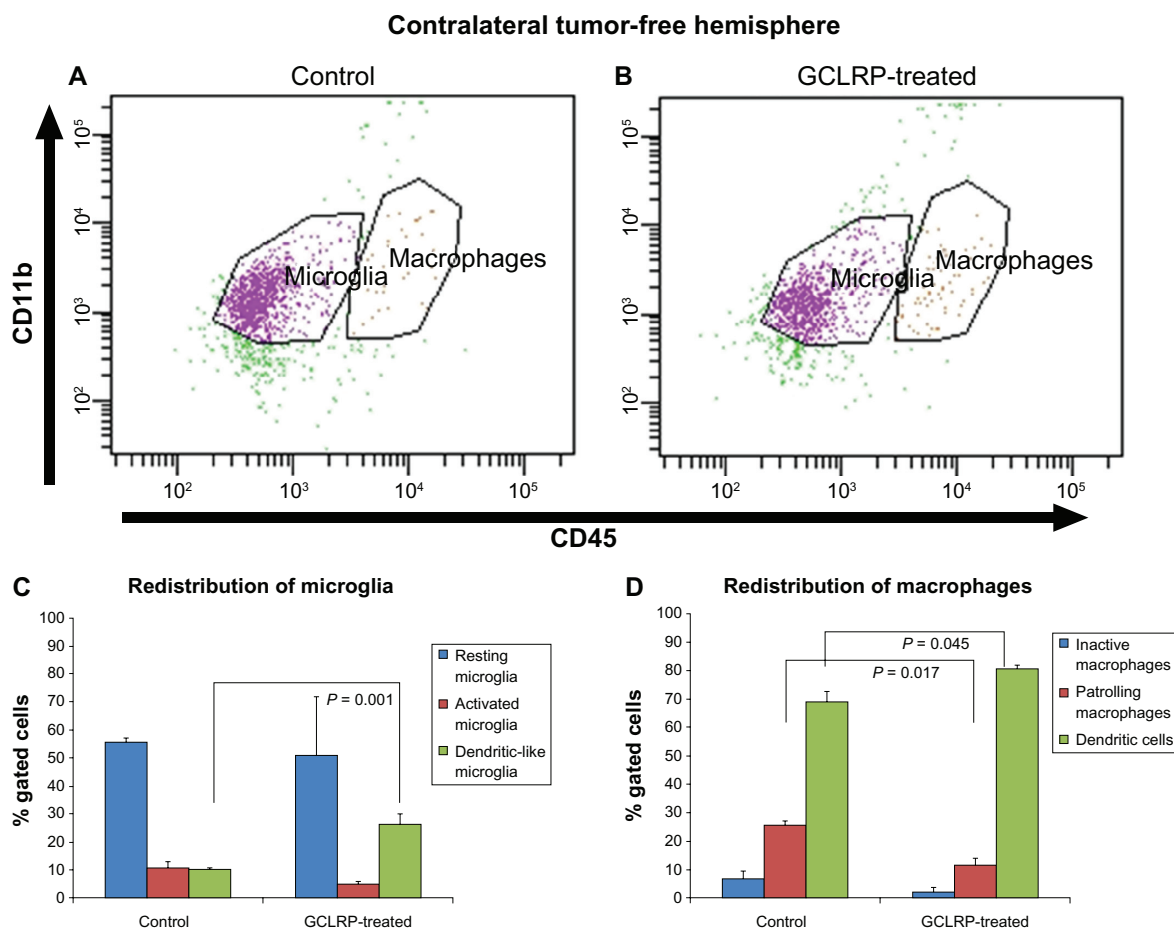 Contralateral tumor-free hemisphere
A
Control
B
GCLRP-treated
CD11b
10⁵
10⁴
10³
10²
Microglia
Macrophages
10² 10³ 10⁴ 10⁵
10⁵
10⁴
10³
10²
Microglia
Macrophages
10² 10³ 10⁴ 10⁵
CD45
C
Redistribution of microglia
% gated cells
100
90
80
70
60
50
40
30
20
10
0
P = 0.001
Resting
microglia
Activated
microglia
Dendritic-like
microglia
Control
GCLRP-treated
D
Redistribution of macrophages
% gated cells
100
90
80
70
60
50
40
30
20
10
0
P = 0.045
P = 0.017
Inactive
macrophages
Patrolling
macrophages
Dendritic cells
Control
GCLRP-treated